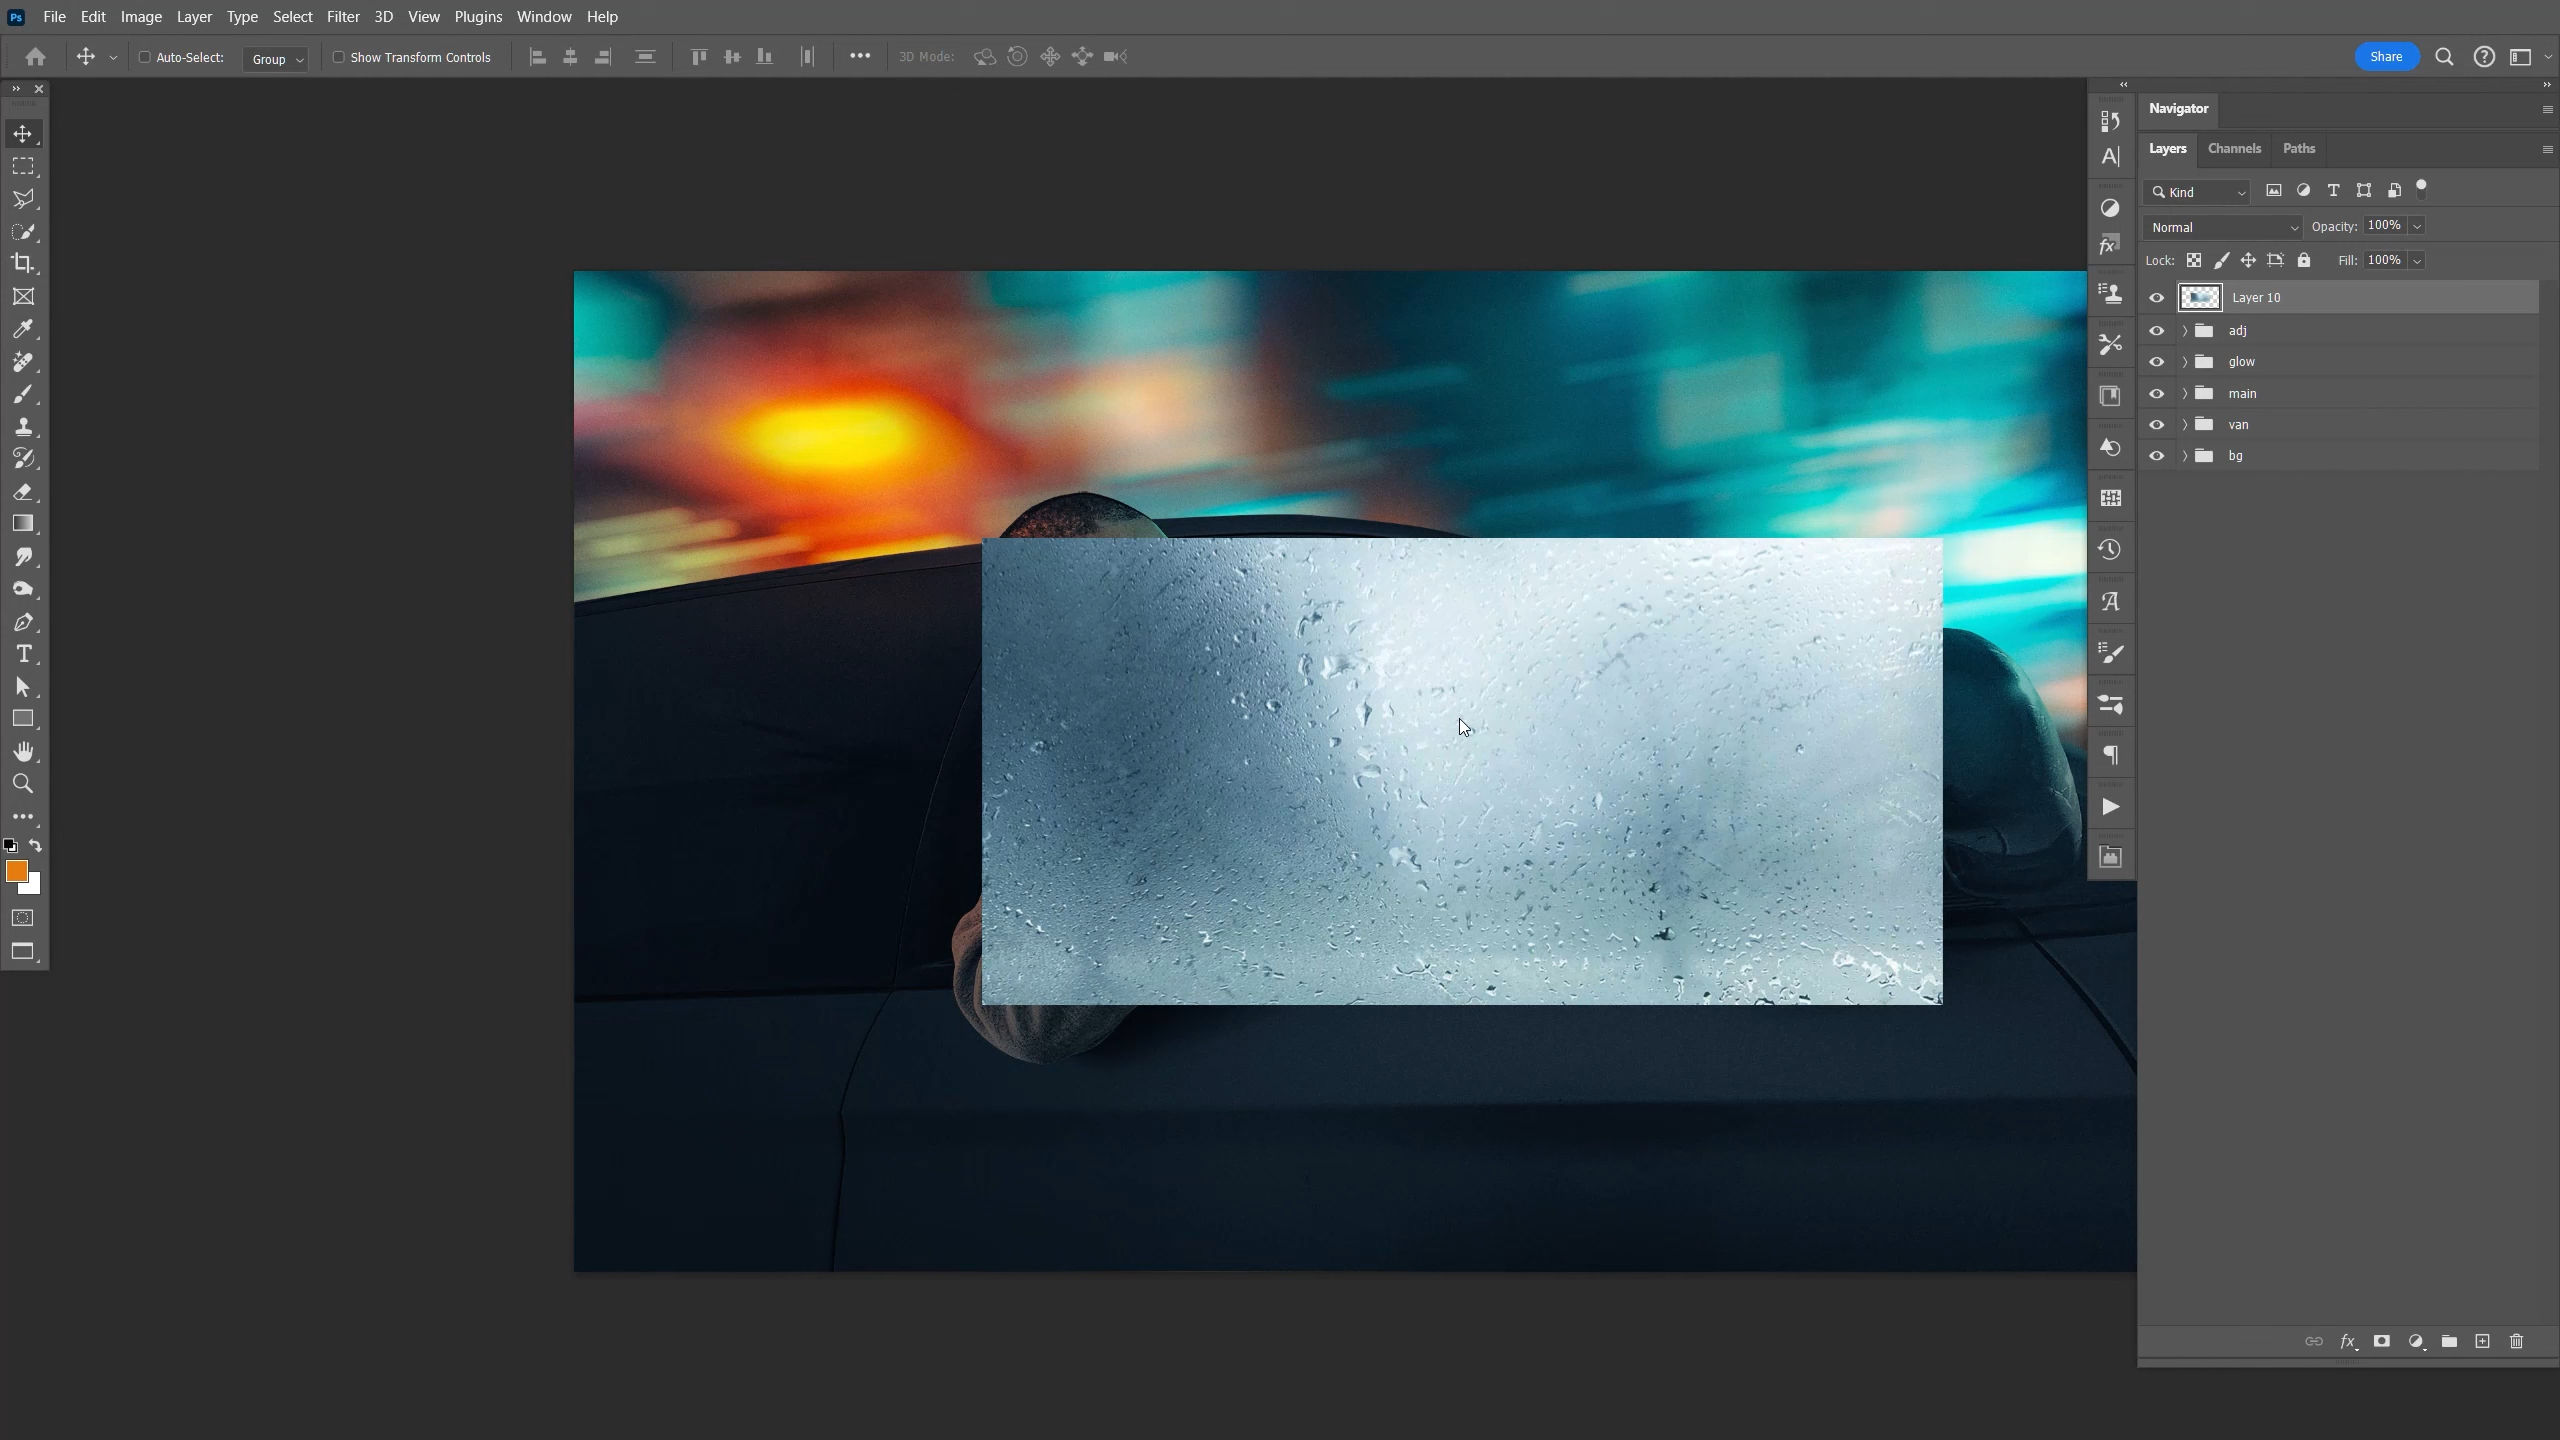 Ps File Edit Image Layer Type Select Filter 3D View Plugins Window Help
Auto-Select: Group Show Transform Controls 3D Mode: Share
Navigator
Layers Channels Paths
Kind
Normal Opacity: 100%
Lock: Fill: 100%
Layer 10
adj
glow
main
van
bg